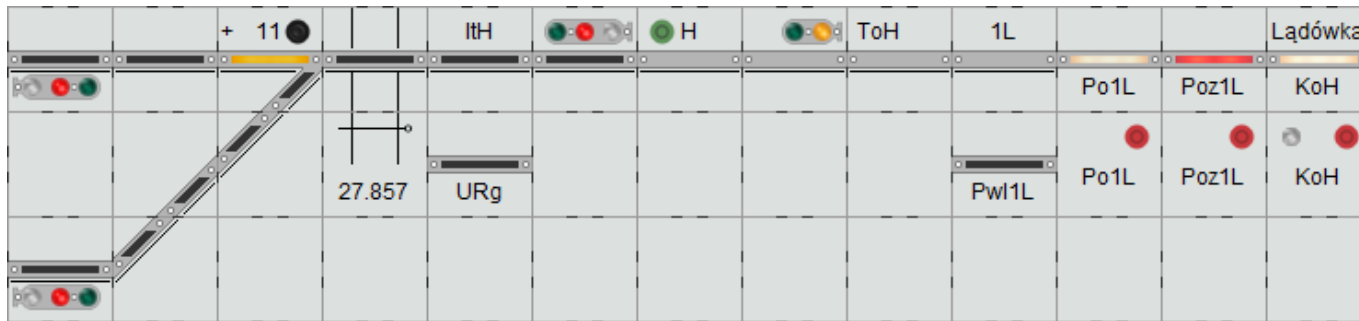 + 11 ItH H ToH 1L Lądówka
Po1L Poz1L KoH
27.857 URg Pwl1L Po1L Poz1L KoH